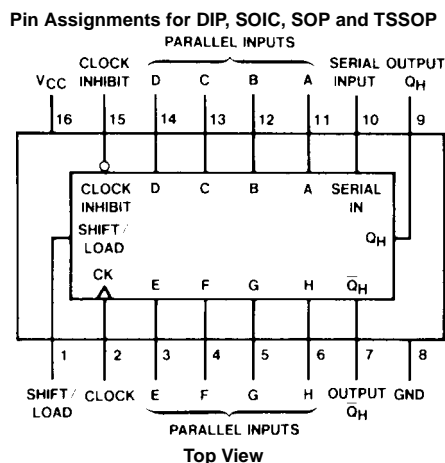 Pin Assignments for DIP, SOIC, SOP and TSSOP
PARALLEL INPUTS
CLOCK SERIAL OUTPUT
VCC INHIBIT D C B A INPUT QH
16 15 14 13 12 11 10 9
CLOCK D C B A SERIAL
INHIBIT IN
SHIFT/
LOAD QH
CK E F G H Q̅H
1 2 3 4 5 6 7 8
SHIFT/ CLOCK E F G H OUTPUT GND
LOAD Q̅H
PARALLEL INPUTS
Top View